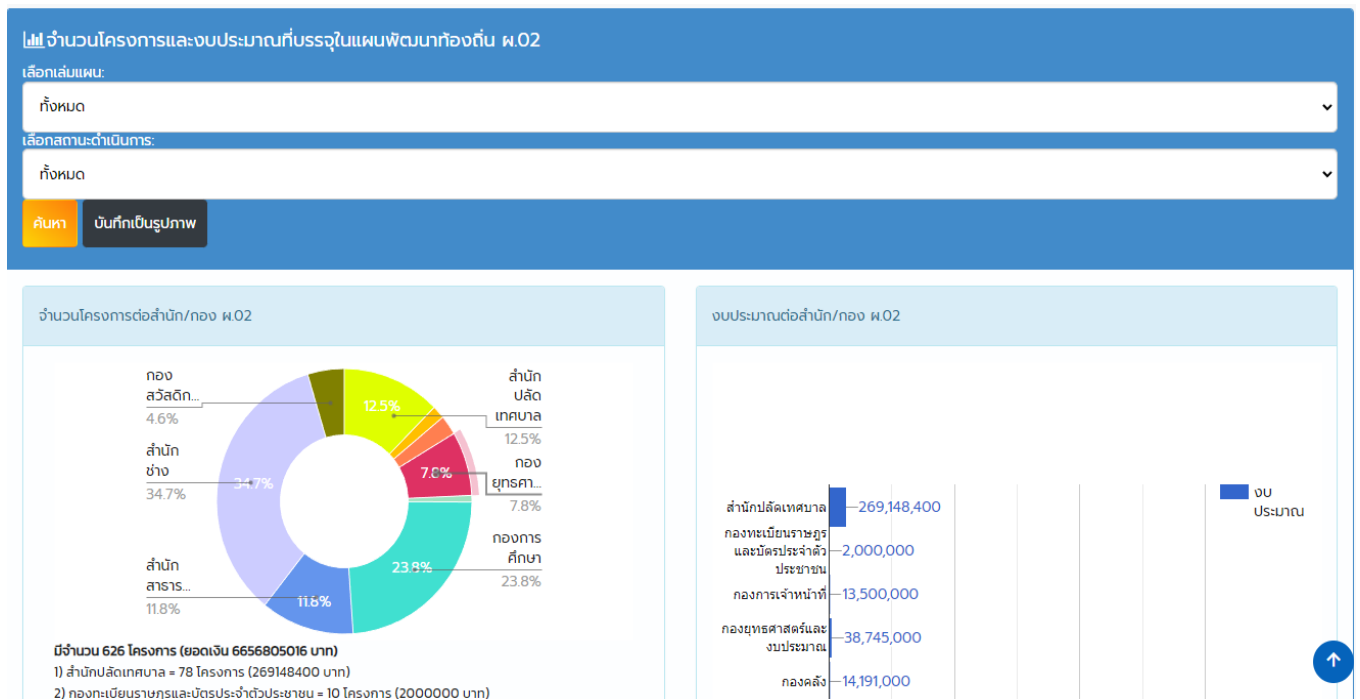 จำนวนโครงการและงบประมาณที่บรรจุในแผนพัฒนาท้องถิ่น ผ.02
เลือกเล่มแผน:
ทั้งหมด
เลือกสถานะดำเนินการ:
ทั้งหมด
ค้นหา
บันทึกเป็นรูปภาพ
จำนวนโครงการต่อสำนัก/กอง ผ.02
กอง
สวัสดิก...
4.6%
สำนัก
ช่าง
34.7%
สำนัก
สาธาร...
11.8%
12.5%
7.8%
23.8%
11.8%
34.7%
สำนัก
ปลัด
เทศบาล
12.5%
กอง
ยุทธศา...
7.8%
กองการ
ศึกษา
23.8%
มีจำนวน 626 โครงการ (ยอดเงิน 6656805016 บาท)
1) สำนักปลัดเทศบาล = 78 โครงการ (269148400 บาท)
2) กองทะเบียนราษฎรและบัตรประจำตัวประชาชน = 10 โครงการ (2000000 บาท)
งบประมาณต่อสำนัก/กอง ผ.02
งบ
ประมาณ
สำนักปลัดเทศบาล 269,148,400
กองทะเบียนราษฎร
และบัตรประจำตัว 2,000,000
ประชาชน
กองการเจ้าหน้าที่ 13,500,000
กองยุทธศาสตร์และ 38,745,000
งบประมาณ
กองคลัง 14,191,000